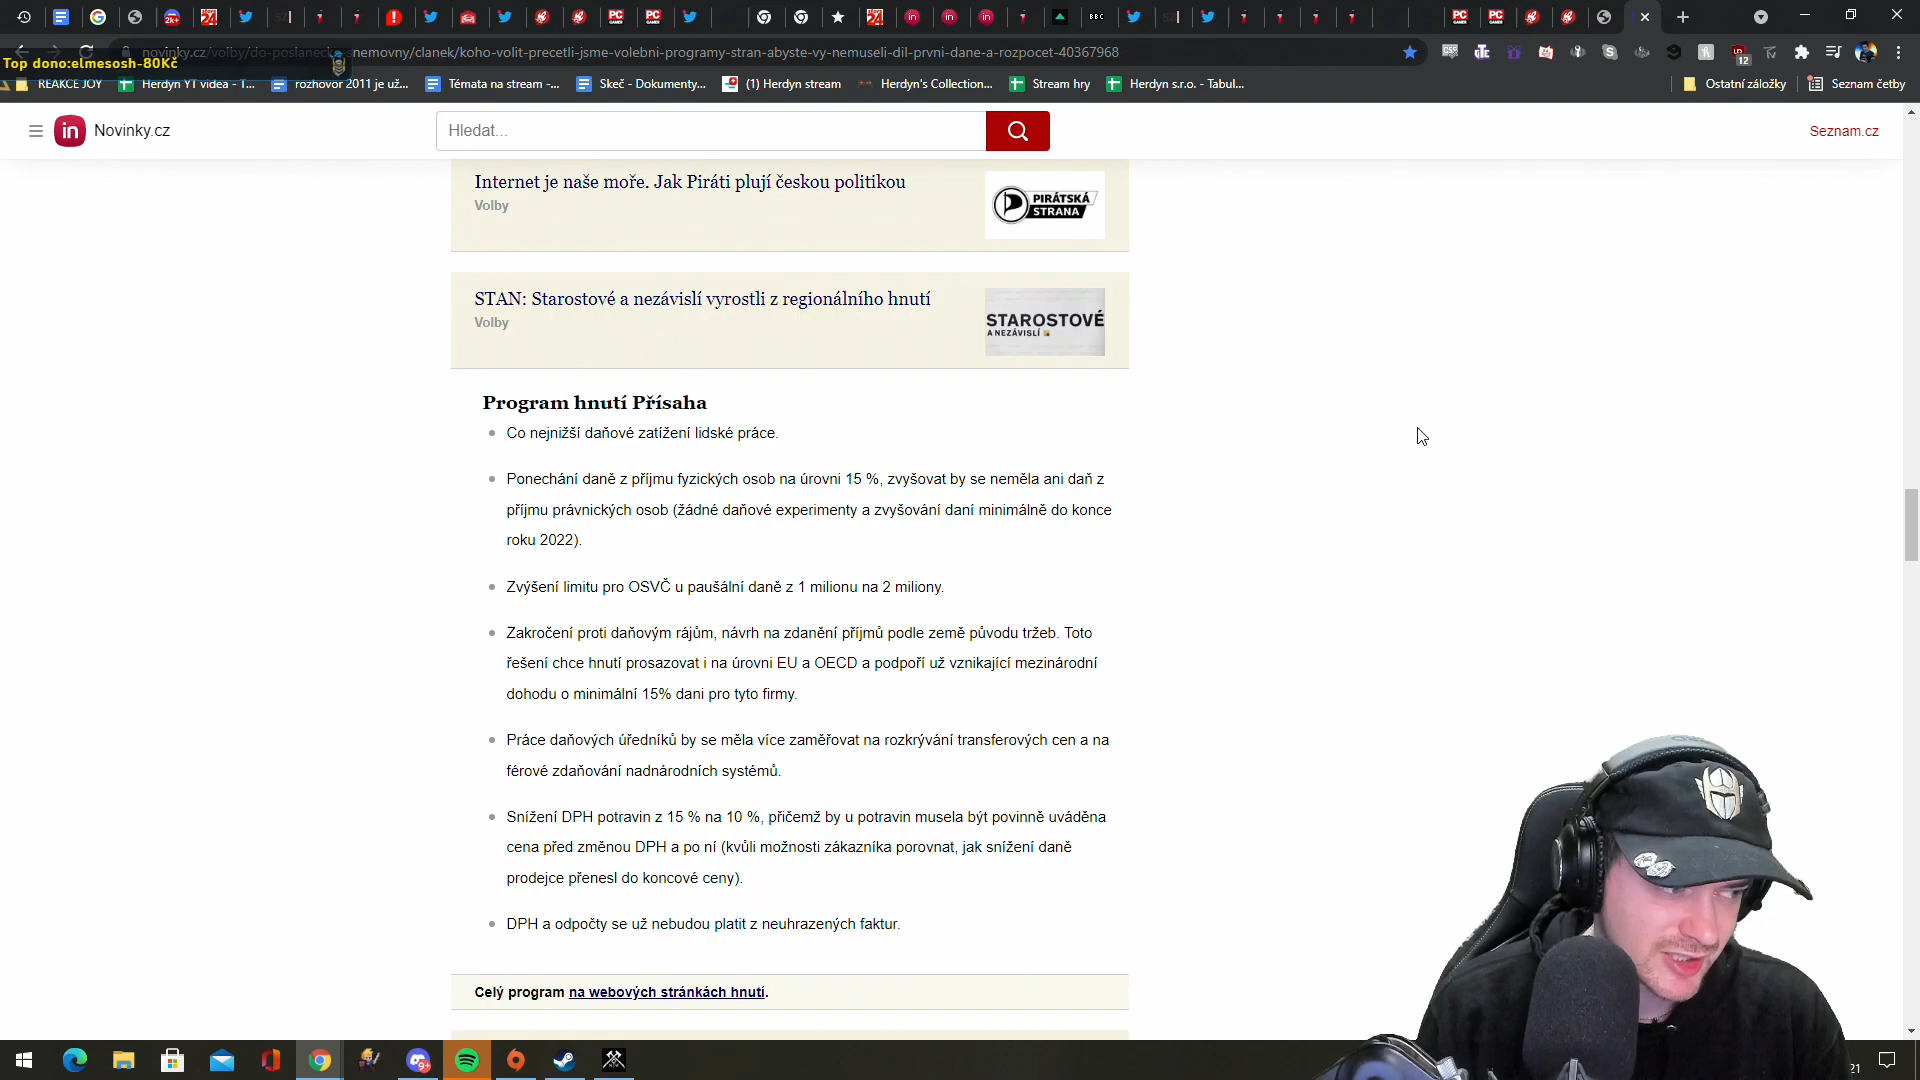 novinky.cz/volby/do-poslanecke-snemovny/clanek/koho-volit-precetli-jsme-volebni-programy-stran-abyste-vy-nemuseli-dil-prvni-dane-a-rozpocet-40367968
Top dono:elmesosh-80Kč
REAKCE JOY
Herdyn YT videa - T...
rozhovor 2011 je už...
Témata na stream -...
Skeč - Dokumenty...
(1) Herdyn stream
Herdyn's Collection...
Stream hry
Herdyn s.r.o. - Tabul...
Ostatní záložky
Seznam četby
in Novinky.cz
Hledat...
Seznam.cz
Internet je naše moře. Jak Piráti plují českou politikou
Volby
PIRÁTSKÁ
STRANA
STAN: Starostové a nezávislí vyrostli z regionálního hnutí
Volby
STAROSTOVÉ
A NEZÁVISLÍ
Program hnutí Přísaha
Co nejnižší daňové zatížení lidské práce.
Ponechání daně z příjmu fyzických osob na úrovni 15 %, zvyšovat by se neměla ani daň z
příjmu právnických osob (žádné daňové experimenty a zvyšování daní minimálně do konce
roku 2022).
Zvýšení limitu pro OSVČ u paušální daně z 1 milionu na 2 miliony.
Zakročení proti daňovým rájům, návrh na zdanění příjmů podle země původu tržeb. Toto
řešení chce hnutí prosazovat i na úrovni EU a OECD a podpoří už vznikající mezinárodní
dohodu o minimální 15% dani pro tyto firmy.
Práce daňových úředníků by se měla více zaměřovat na rozkrývání transferových cen a na
férové zdaňování nadnárodních systémů.
Snížení DPH potravin z 15 % na 10 %, přičemž by u potravin musela být povinně uváděna
cena před změnou DPH a po ní (kvůli možnosti zákazníka porovnat, jak snížení daně
prodejce přenesl do koncové ceny).
DPH a odpočty se už nebudou platit z neuhrazených faktur.
Celý program na webových stránkách hnutí.
21